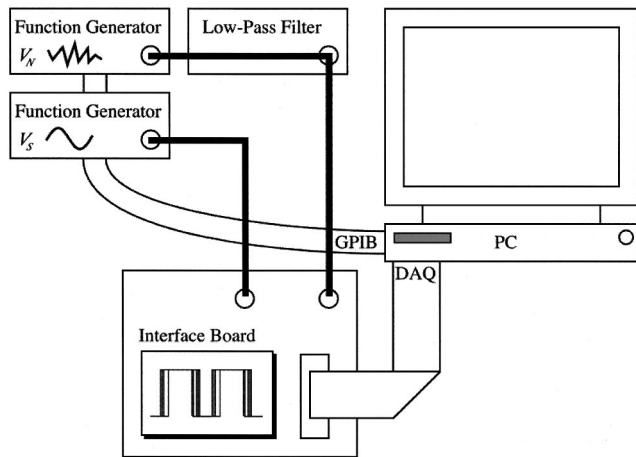 Function Generator
V_N
Low-Pass Filter
Function Generator
V_S
GPIB
PC
DAQ
Interface Board